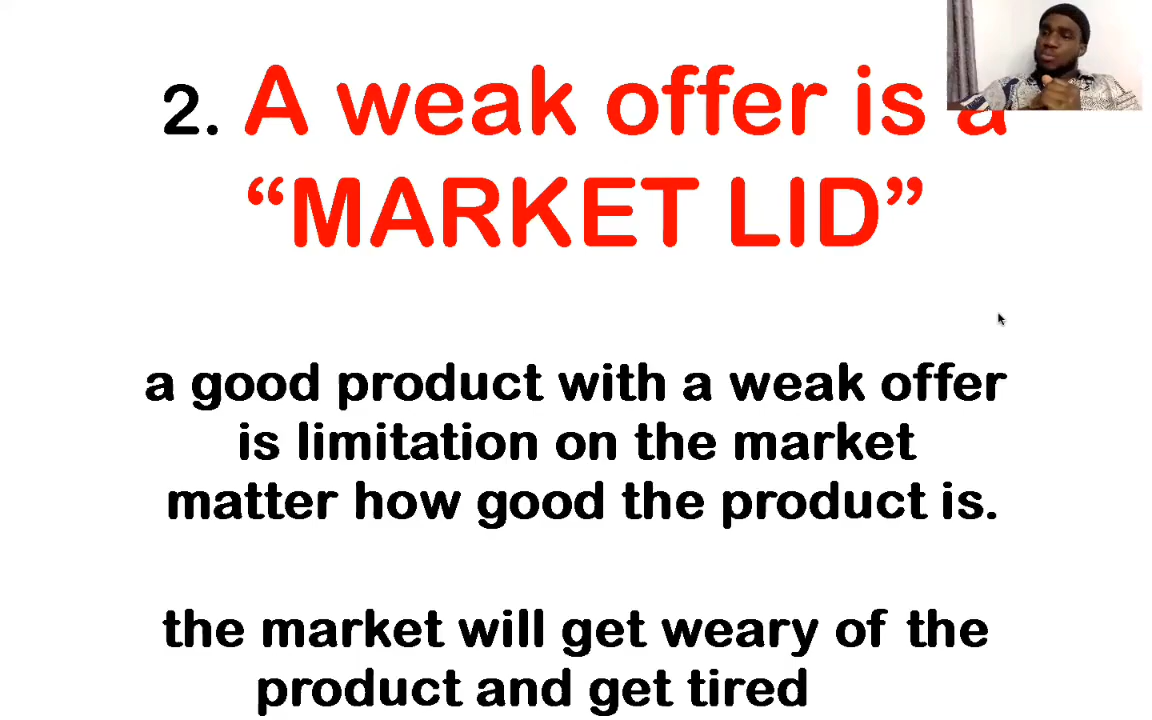 2. A weak offer is a
“MARKET LID”
a good product with a weak offer
is limitation on the market
matter how good the product is.
the market will get weary of the
product and get tired